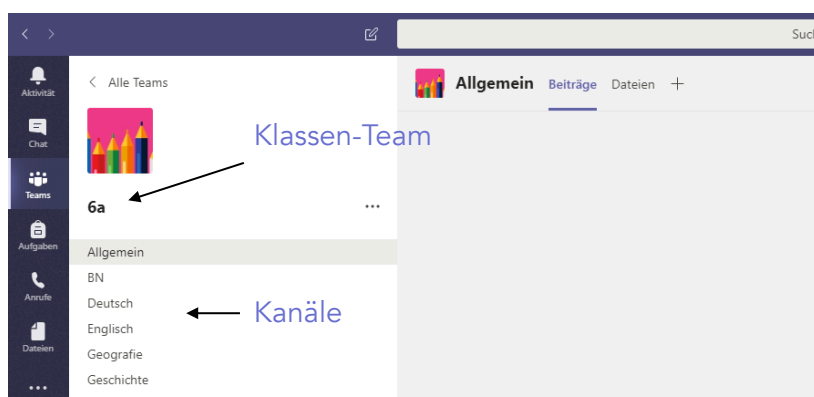 Such
Aktivität
Chat
Teams
Aufgaben
Anrufe
Dateien
Alle Teams
Klassen-Team
6a
Allgemein
BN
Deutsch
Kanäle
Englisch
Geografie
Geschichte
Allgemein Beiträge Dateien